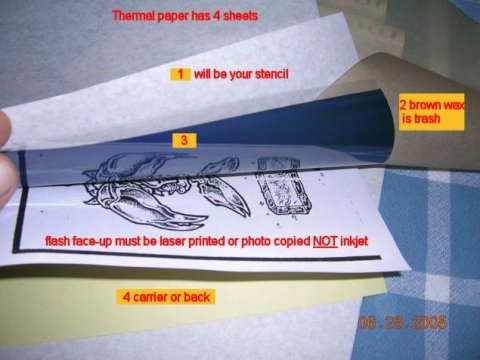 Thermal paper has 4 sheets
1 will be your stencil
2 brown wax
is trash
3
flash face-up must be laser printed or photo copied NOT inkjet
4 carrier or back
06 25 2005